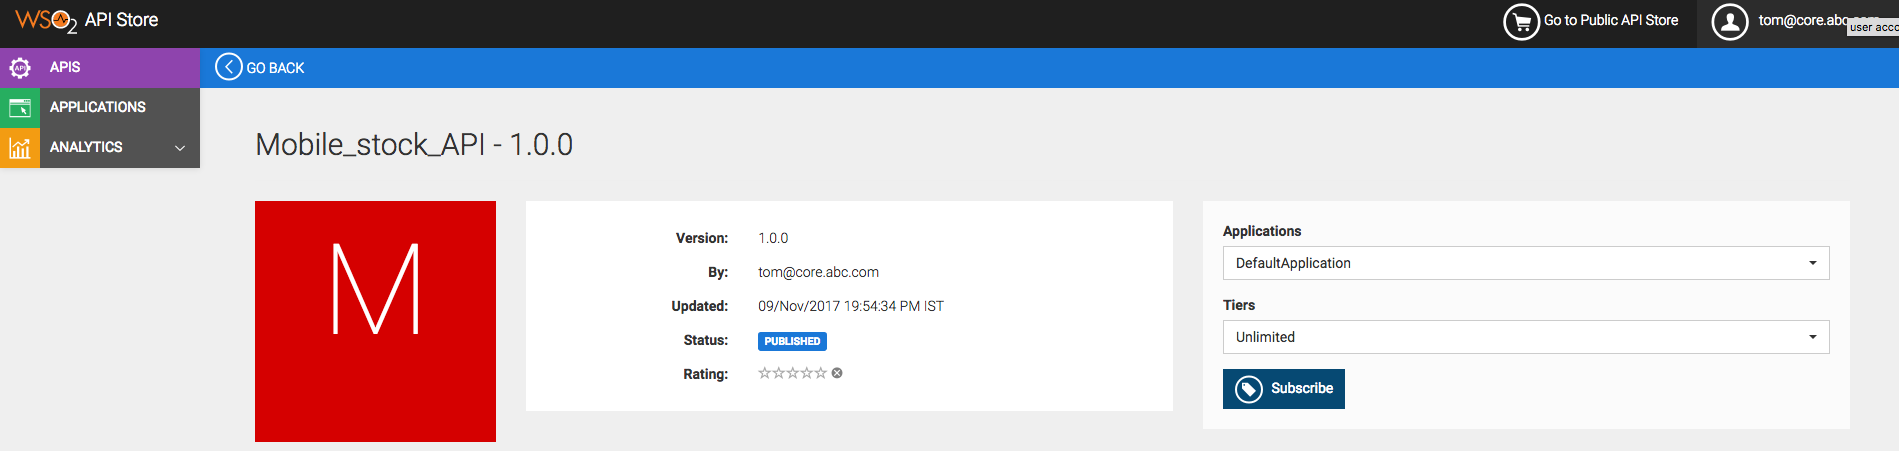 WSO2 API Store
Go to Public API Store
tom@core.abc.com
user acco
APIS
GO BACK
APPLICATIONS
ANALYTICS
Mobile_stock_API - 1.0.0
M
Version: 1.0.0
By: tom@core.abc.com
Updated: 09/Nov/2017 19:54:34 PM IST
Status: PUBLISHED
Rating:
Applications
DefaultApplication
Tiers
Unlimited
Subscribe